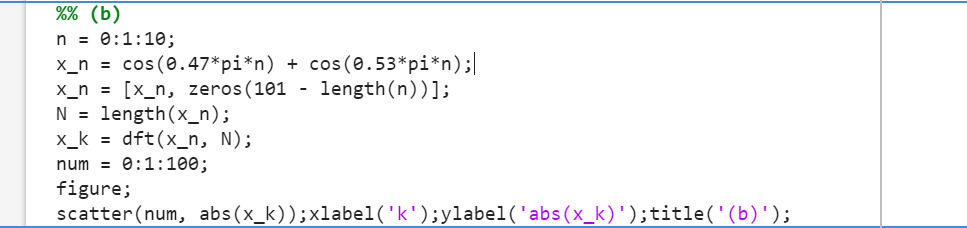 %% (b)
n = 0:1:10;
x_n = cos(0.47*pi*n) + cos(0.53*pi*n);
x_n = [x_n, zeros(101 - length(n))];
N = length(x_n);
x_k = dft(x_n, N);
num = 0:1:100;
figure;
scatter(num, abs(x_k));xlabel('k');ylabel('abs(x_k)');title('(b)');